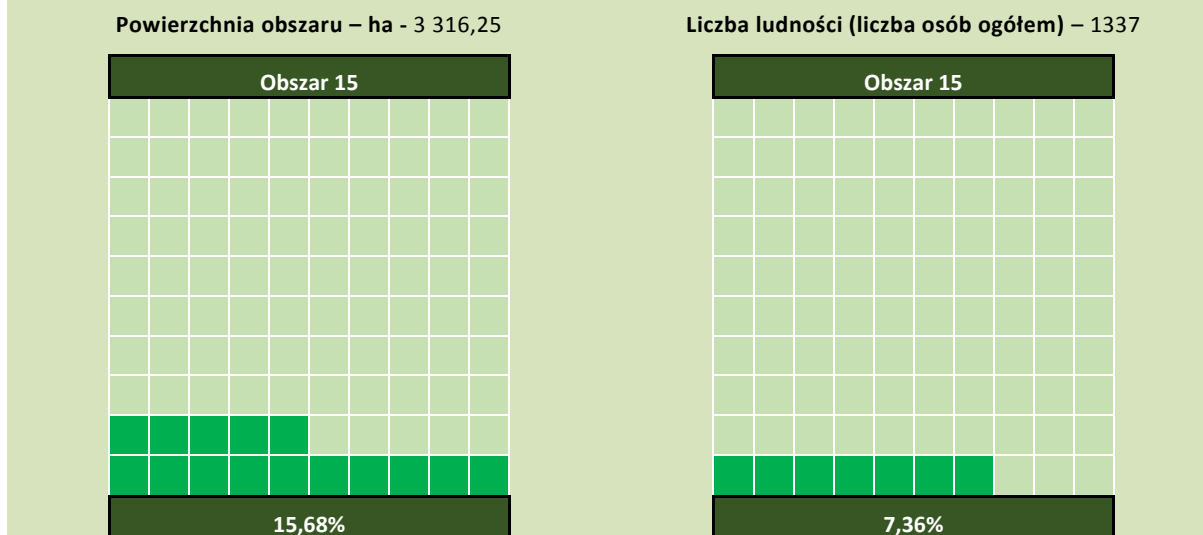 Powierzchnia obszaru – ha - 3 316,25
Obszar 15
15,68%
Liczba ludności (liczba osób ogółem) – 1337
Obszar 15
7,36%